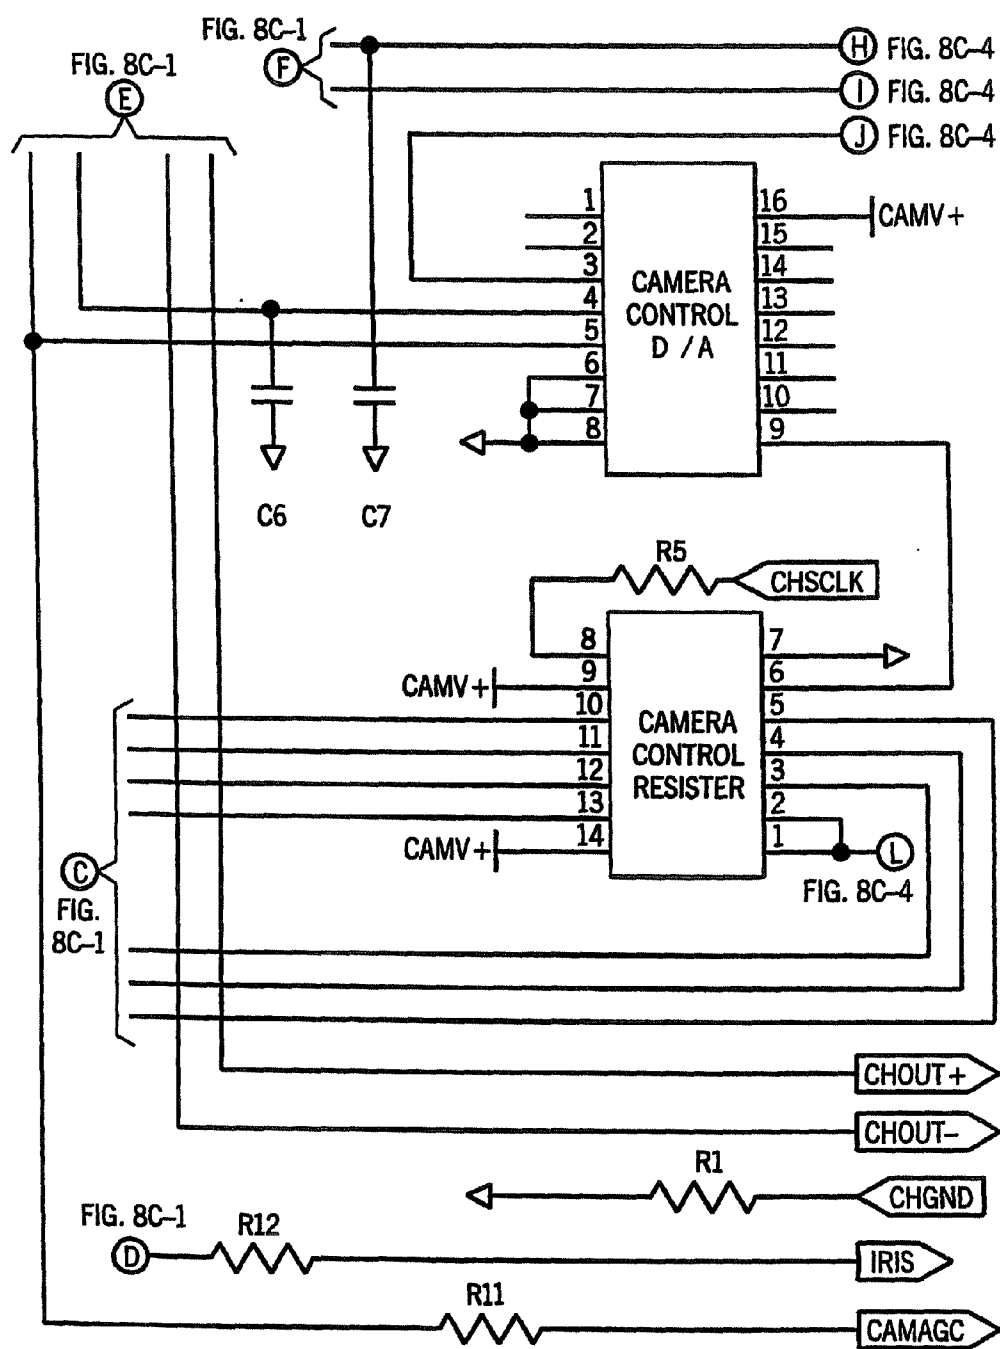 FIG. 8C-1
F
H FIG. 8C-4
FIG. 8C-1
E
I FIG. 8C-4
J FIG. 8C-4
1
2
3
4
5
6
7
8
CAMERA
CONTROL
D /A
16
15
14
13
12
11
10
9
CAMV+
C6
C7
R5
CHSCLK
8
9
10
11
12
13
14
CAMV+
CAMV+
CAMERA
CONTROL
RESISTER
7
6
5
4
3
2
1
L
FIG. 8C-4
C
FIG.
8C-1
CHOUT+
CHOUT-
R1
CHGND
FIG. 8C-1
D
R12
IRIS
R11
CAMAGC